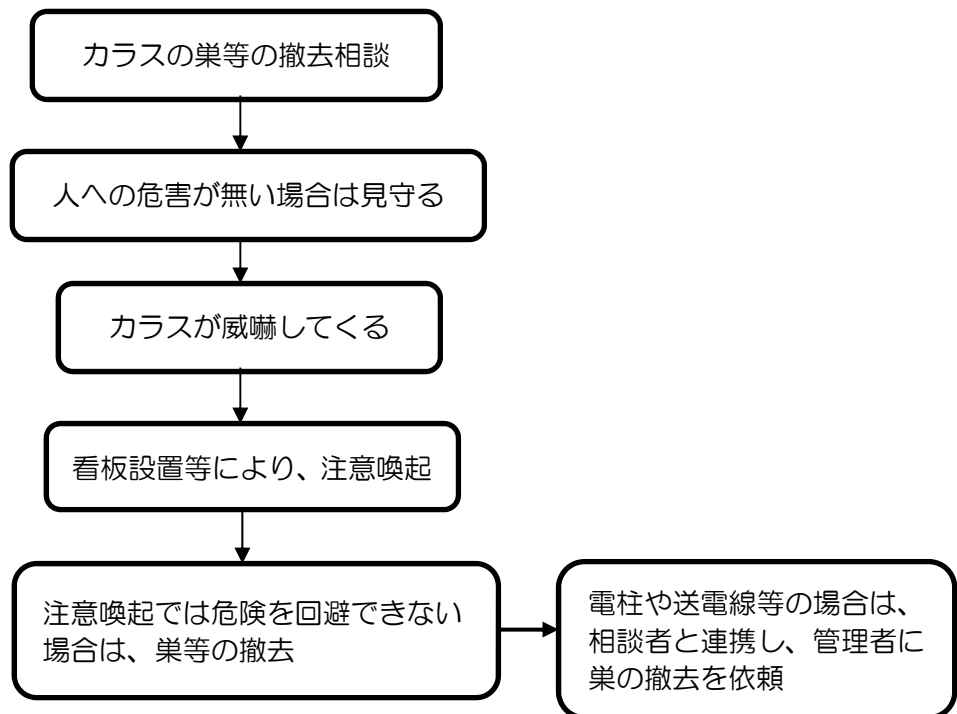 カラスの巣等の撤去相談
人への危害が無い場合は見守る
カラスが威嚇してくる
看板設置等により、注意喚起
注意喚起では危険を回避できない
場合は、巣等の撤去
電柱や送電線等の場合は、
相談者と連携し、管理者に
巣の撤去を依頼